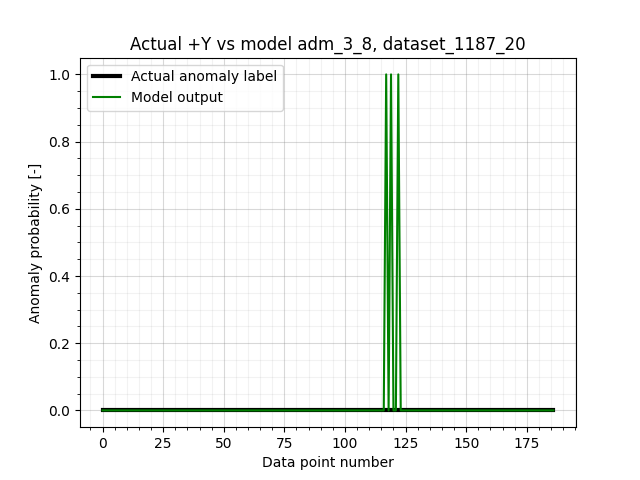 Actual +Y vs model adm_3_8, dataset_1187_20
Actual anomaly label
Model output
Anomaly probability [-]
1.0
0.8
0.6
0.4
0.2
0.0
0 25 50 75 100 125 150 175
Data point number